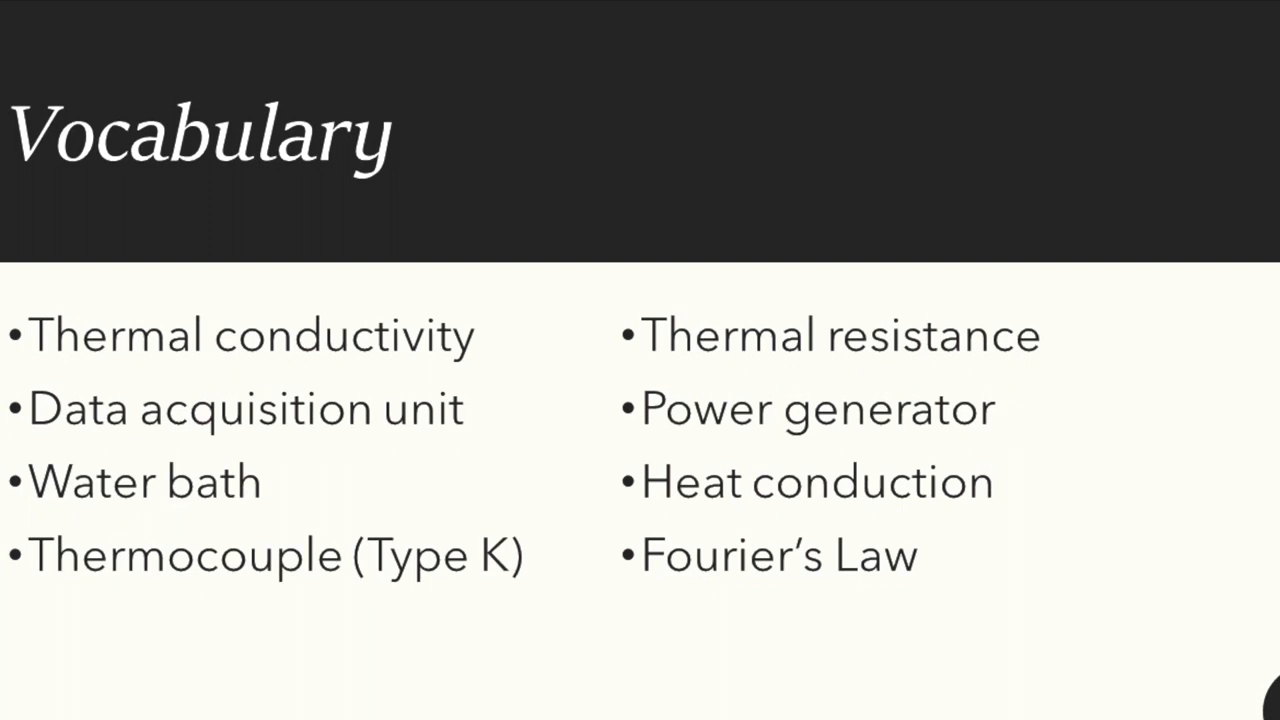 Vocabulary
•Thermal conductivity
•Data acquisition unit
•Water bath
•Thermocouple (Type K)
•Thermal resistance
•Power generator
•Heat conduction
•Fourier’s Law